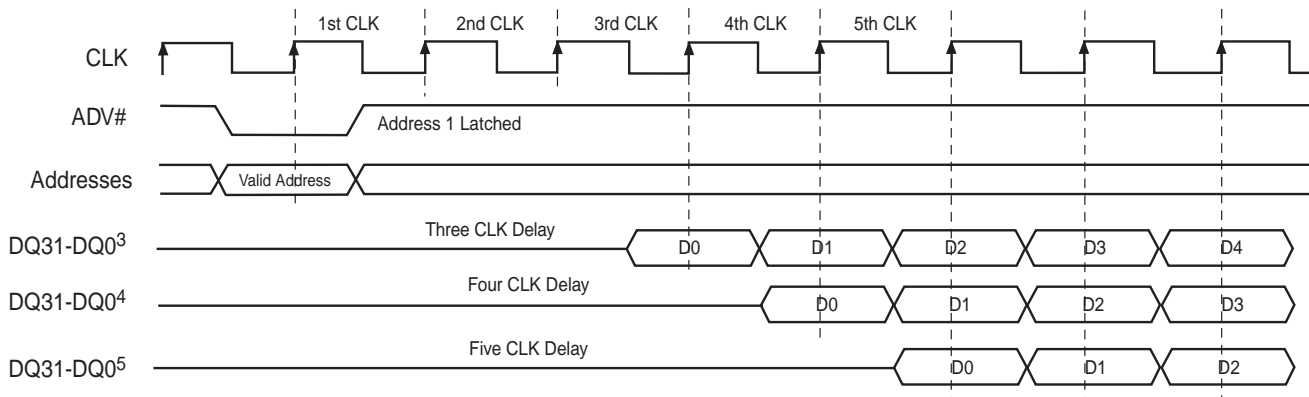 1st CLK 2nd CLK 3rd CLK 4th CLK 5th CLK
CLK
ADV# Address 1 Latched
Addresses Valid Address
DQ31-DQ0³ Three CLK Delay D0 D1 D2 D3 D4
DQ31-DQ0⁴ Four CLK Delay D0 D1 D2 D3
DQ31-DQ0⁵ Five CLK Delay D0 D1 D2